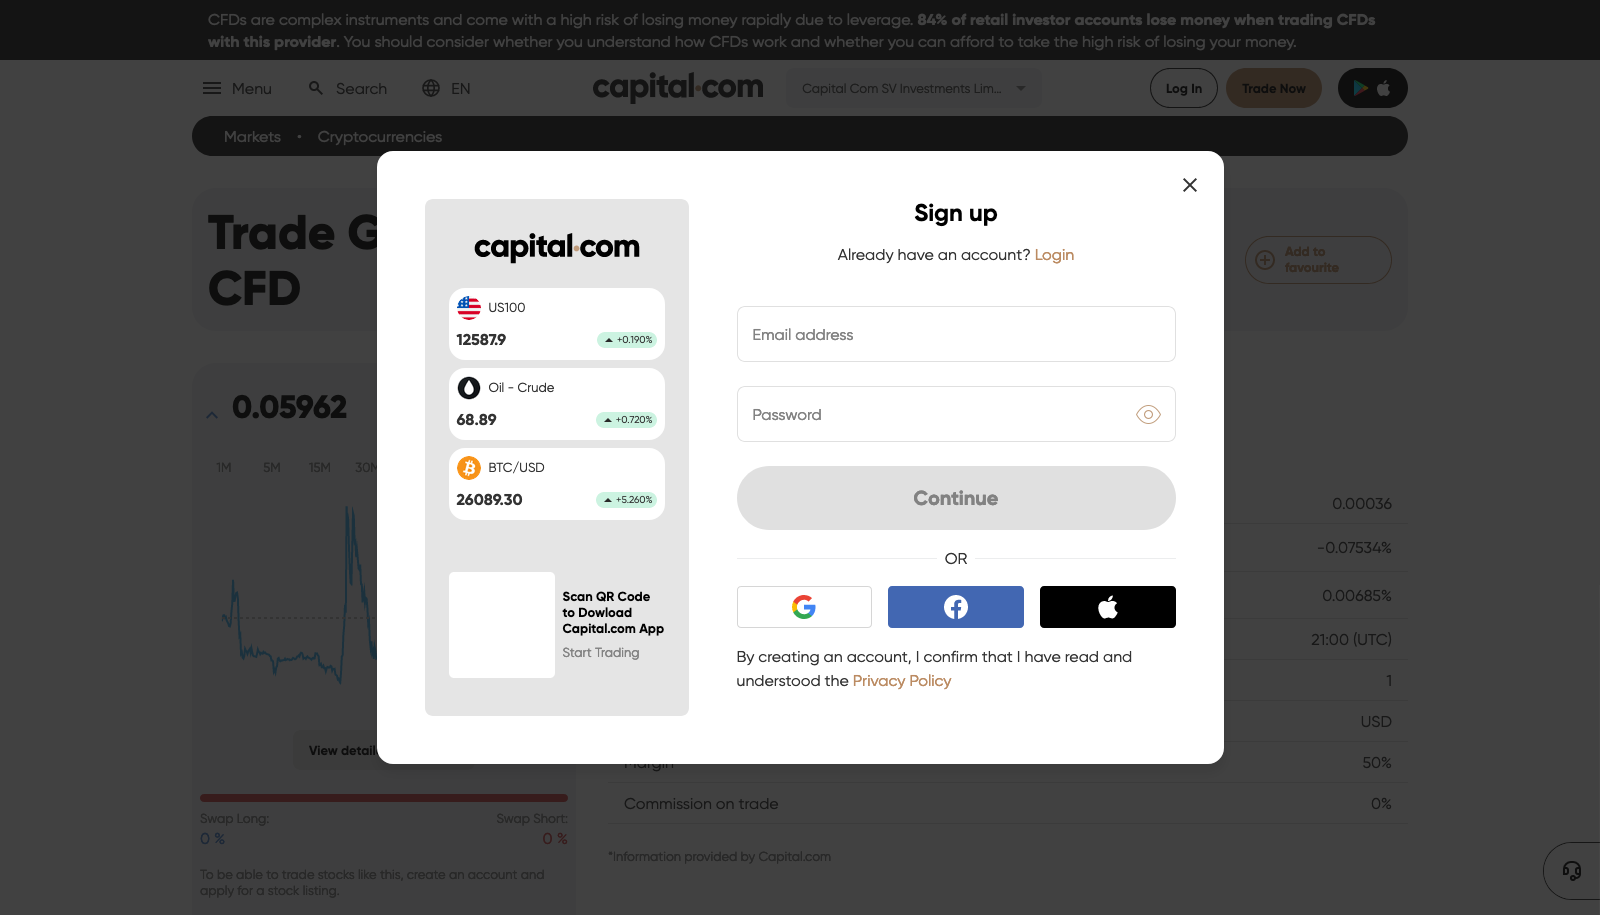 CFDs are complex instruments and come with a high risk of losing money rapidly due to leverage. 84% of retail investor accounts lose money when trading CFDs
with this provider. You should consider whether you understand how CFDs work and whether you can afford to take the high risk of losing your money.
Menu
Search
EN
capital.com
Capital Com SV Investments Lim...
Log In
Trade Now
Markets • Cryptocurrencies
Trade G
CFD
Add to
favourite
0.05962
1M 5M 15M 30M
View detail
Swap Long:
0 %
Swap Short:
0 %
To be able to trade stocks like this, create an account and
apply for a stock listing.
capital.com
US100
12587.9
+0.190%
Oil - Crude
68.89
+0.720%
BTC/USD
26089.30
+5.260%
Scan QR Code
to Dowload
Capital.com App
Start Trading
Sign up
Already have an account? Login
Email address
Password
Continue
OR
By creating an account, I confirm that I have read and
understood the Privacy Policy
0.00036
-0.07534%
0.00685%
21:00 (UTC)
1
USD
Margin 50%
Commission on trade 0%
*Information provided by Capital.com